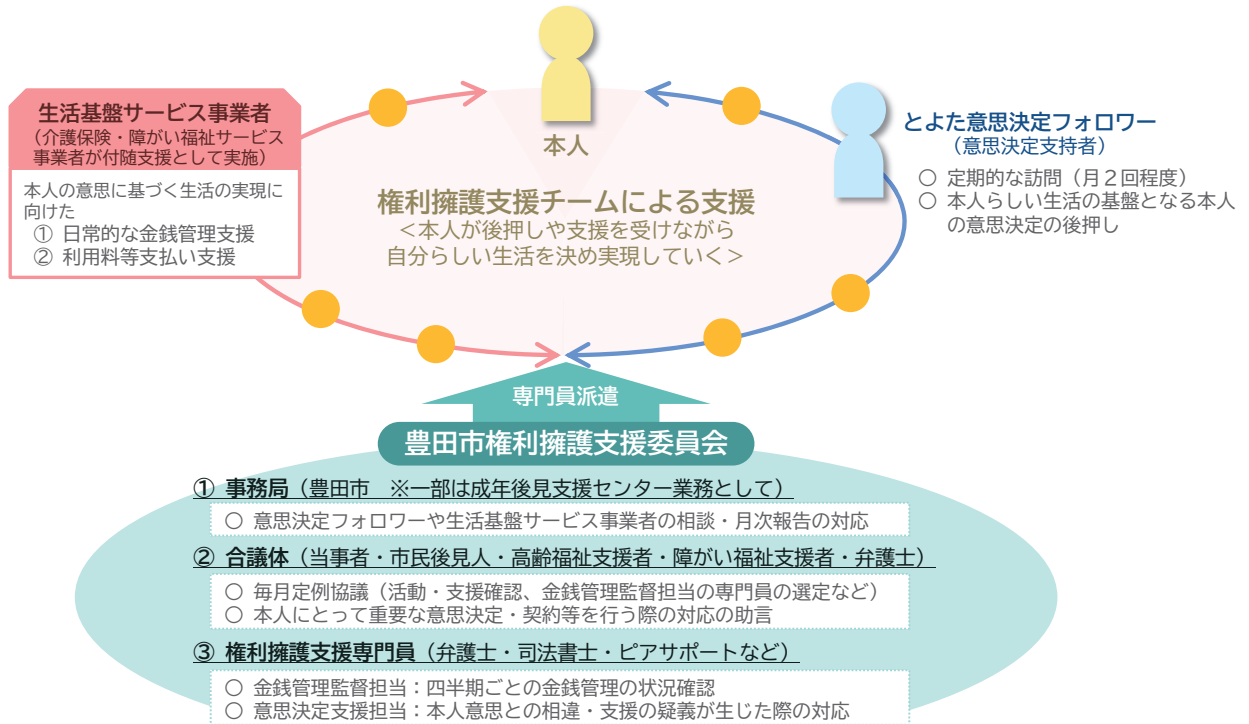 本人
生活基盤サービス事業者
（介護保険・障がい福祉サービス
事業者が付随支援として実施）
本人の意思に基づく生活の実現に
向けた
① 日常的な金銭管理支援
② 利用料等支払い支援
権利擁護支援チームによる支援
＜本人が後押しや支援を受けながら
自分らしい生活を決め実現していく＞
とよた意思決定フォロワー
（意思決定支持者）
○ 定期的な訪問（月２回程度）
○ 本人らしい生活の基盤となる本人
の意思決定の後押し
専門員派遣
豊田市権利擁護支援委員会
① 事務局（豊田市　※一部は成年後見支援センター業務として）
○ 意思決定フォロワーや生活基盤サービス事業者の相談・月次報告の対応
② 合議体（当事者・市民後見人・高齢福祉支援者・障がい福祉支援者・弁護士）
○ 毎月定例協議（活動・支援確認、金銭管理監督担当の専門員の選定など）
○ 本人にとって重要な意思決定・契約等を行う際の対応の助言
③ 権利擁護支援専門員（弁護士・司法書士・ピアサポートなど）
○ 金銭管理監督担当：四半期ごとの金銭管理の状況確認
○ 意思決定支援担当：本人意思との相違・支援の疑義が生じた際の対応